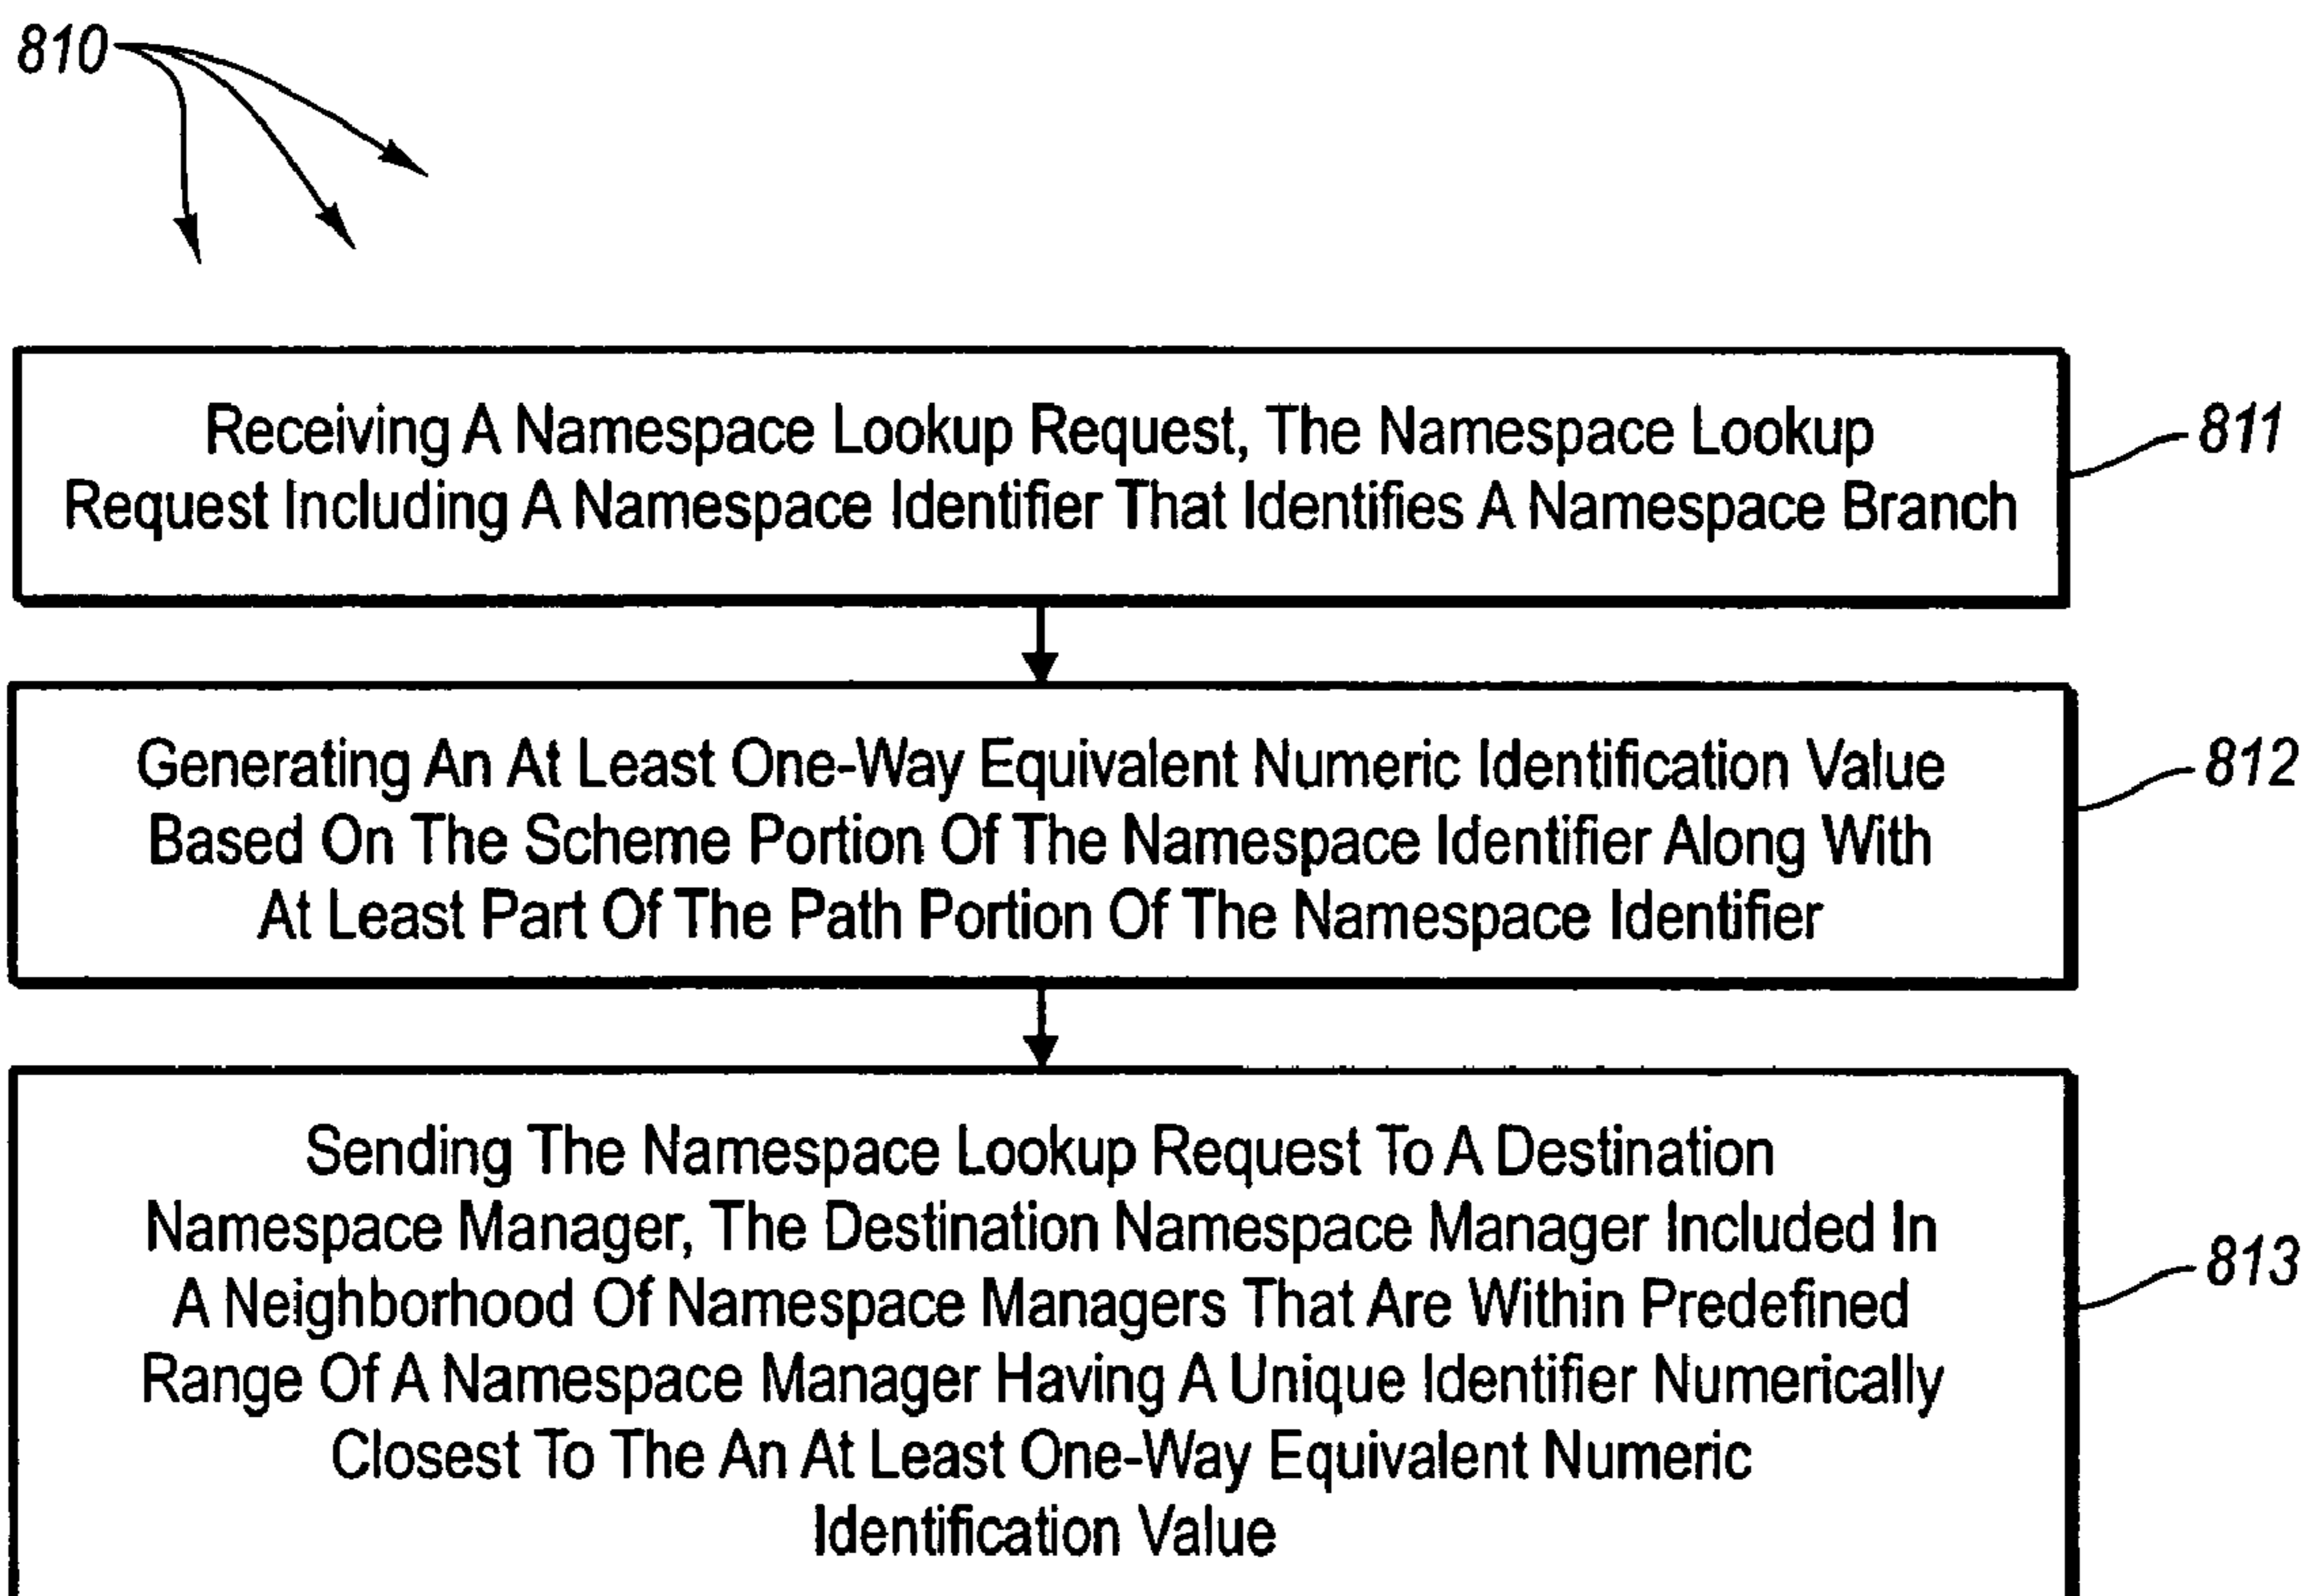 810
Receiving A Namespace Lookup Request, The Namespace Lookup
Request Including A Namespace Identifier That Identifies A Namespace Branch
811
Generating An At Least One-Way Equivalent Numeric Identification Value
Based On The Scheme Portion Of The Namespace Identifier Along With
At Least Part Of The Path Portion Of The Namespace Identifier
812
Sending The Namespace Lookup Request To A Destination
Namespace Manager, The Destination Namespace Manager Included In
A Neighborhood Of Namespace Managers That Are Within Predefined
Range Of A Namespace Manager Having A Unique Identifier Numerically
Closest To The An At Least One-Way Equivalent Numeric
Identification Value
813